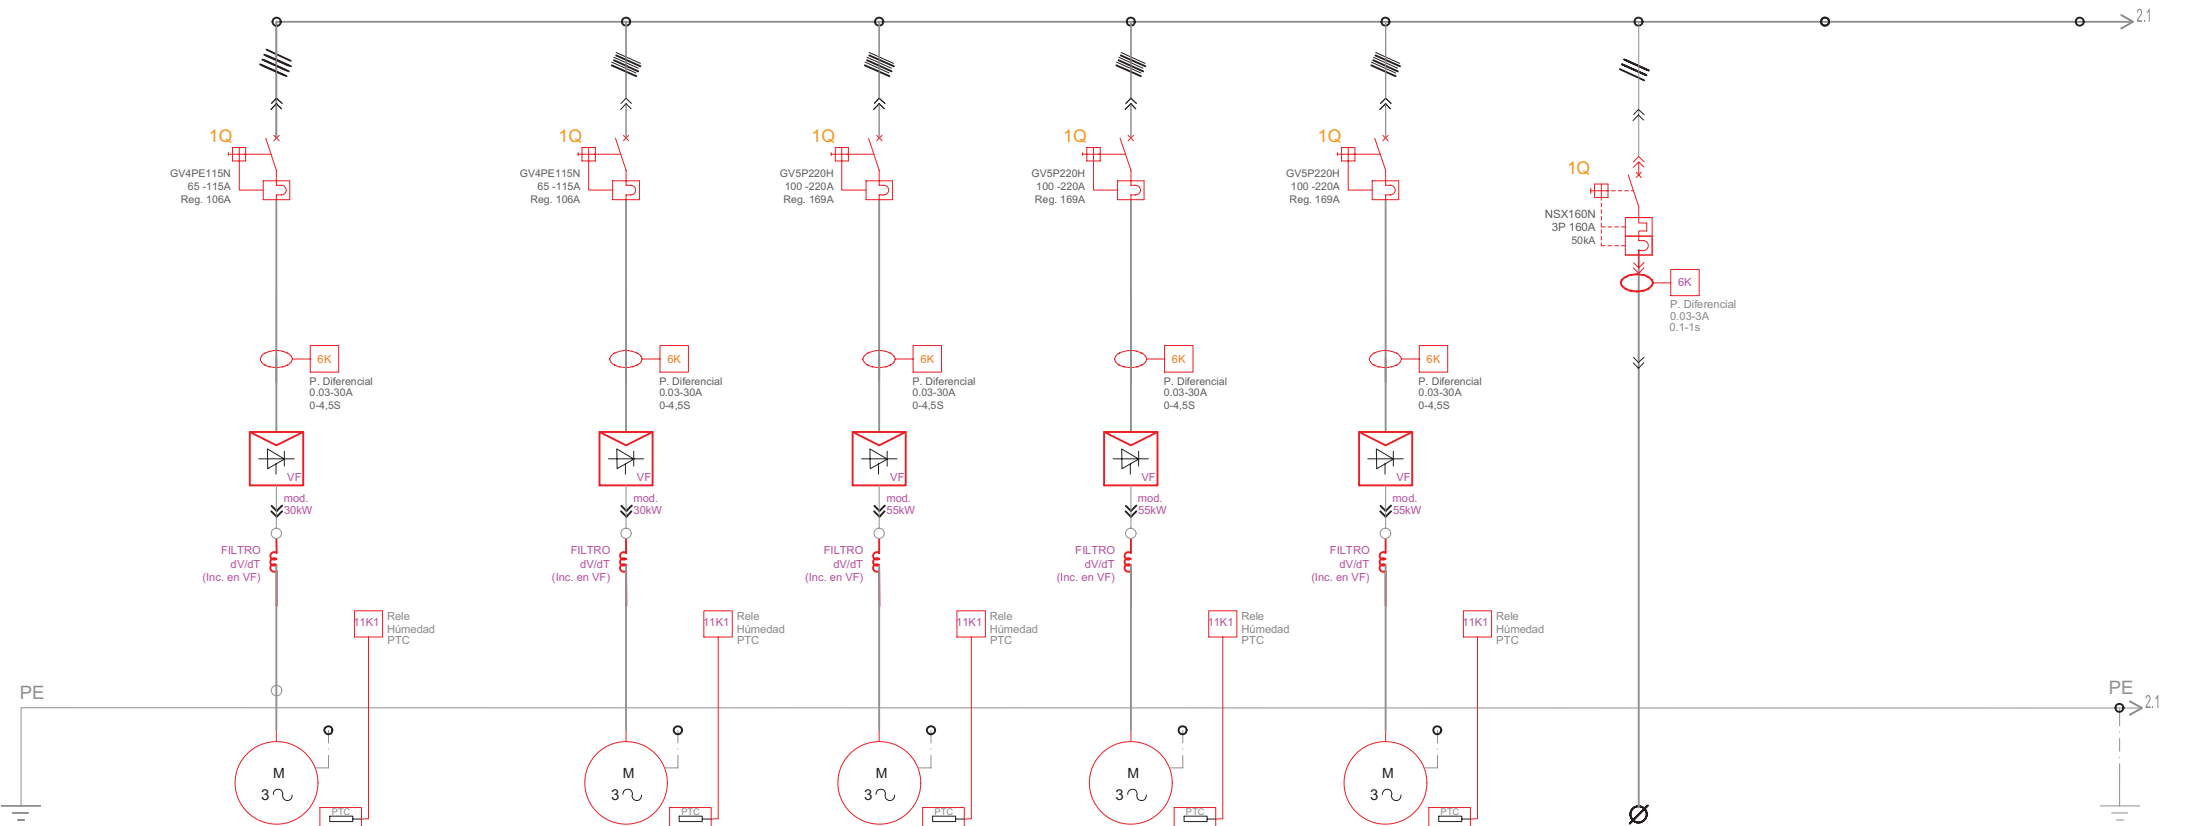 2.1
1Q
GV4PE115N
65 -115A
Reg. 106A
1Q
GV4PE115N
65 -115A
Reg. 106A
1Q
GV5P220H
100 -220A
Reg. 169A
1Q
GV5P220H
100 -220A
Reg. 169A
1Q
GV5P220H
100 -220A
Reg. 169A
1Q
NSX160N
3P 160A
50kA
6K
P. Diferencial
0.03-3A
0.1-1s
6K
P. Diferencial
0.03-30A
0-4,5S
6K
P. Diferencial
0.03-30A
0-4,5S
6K
P. Diferencial
0.03-30A
0-4,5S
6K
P. Diferencial
0.03-30A
0-4,5S
6K
P. Diferencial
0.03-30A
0-4,5S
VF
mod.
30kW
VF
mod.
30kW
VF
mod.
55kW
VF
mod.
55kW
VF
mod.
55kW
FILTRO
dV/dT
(Inc. en VF)
FILTRO
dV/dT
(Inc. en VF)
FILTRO
dV/dT
(Inc. en VF)
FILTRO
dV/dT
(Inc. en VF)
FILTRO
dV/dT
(Inc. en VF)
11K1
Rele
Húmedad
PTC
11K1
Rele
Húmedad
PTC
11K1
Rele
Húmedad
PTC
11K1
Rele
Húmedad
PTC
11K1
Rele
Húmedad
PTC
PE
PE
2.1
M
3
PTC
M
3
PTC
M
3
PTC
M
3
PTC
M
3
PTC